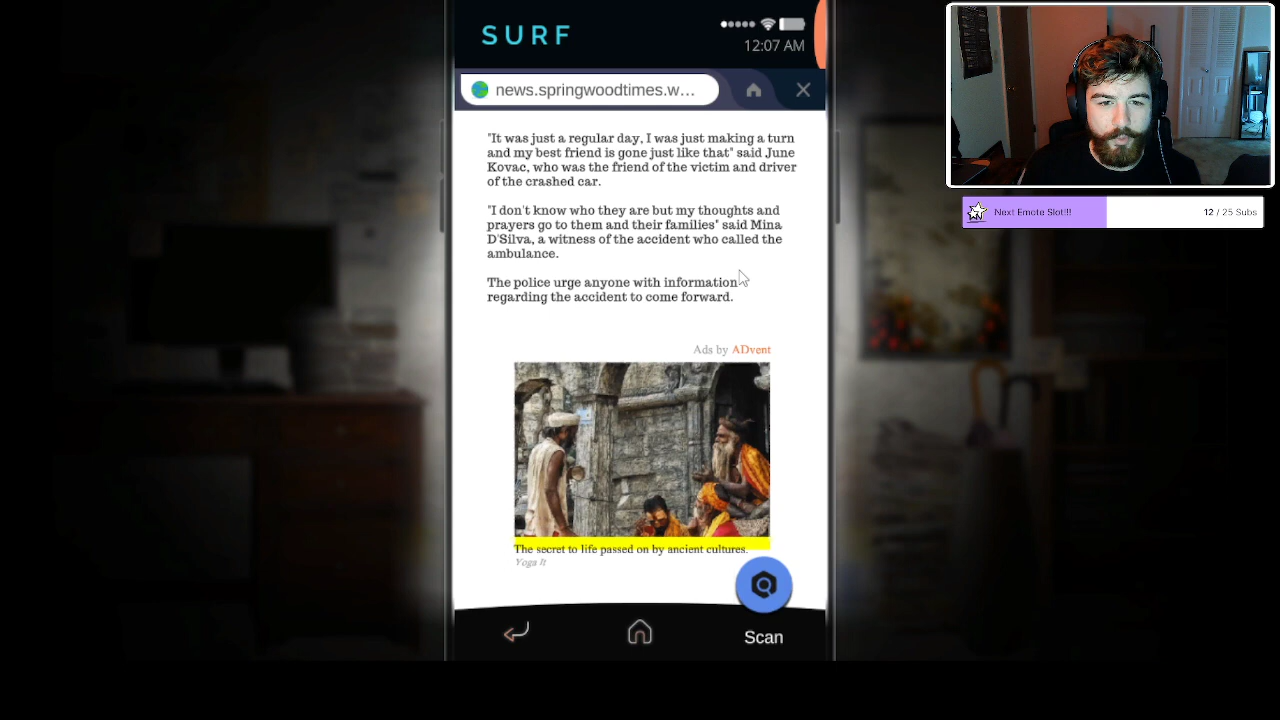 SURF
12:07 AM
news.springwoodtimes.w...
"It was just a regular day, I was just making a turn
and my best friend is gone just like that" said June
Kovac, who was the friend of the victim and driver
of the crashed car.
"I don't know who they are but my thoughts and
prayers go to them and their families" said Mina
D'Silva, a witness of the accident who called the
ambulance.
The police urge anyone with information
regarding the accident to come forward.
Ads by ADvent
The secret to life passed on by ancient cultures.
Yoga It
Scan
Next Emote Slot!!!
12 / 25 Subs